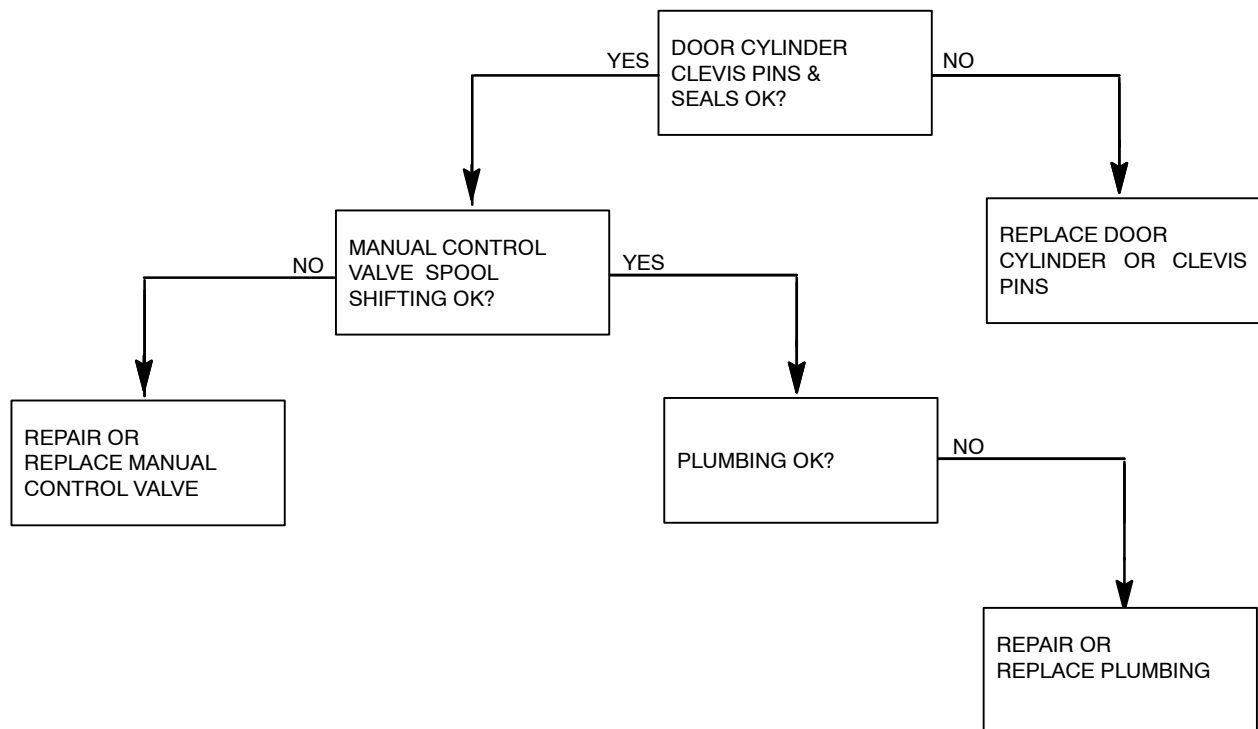 DOOR CYLINDER
CLEVIS PINS &
SEALS OK?
YES
NO
MANUAL CONTROL
VALVE SPOOL
SHIFTING OK?
NO
YES
REPLACE DOOR
CYLINDER OR CLEVIS
PINS
REPAIR OR
REPLACE MANUAL
CONTROL VALVE
PLUMBING OK?
NO
REPAIR OR
REPLACE PLUMBING